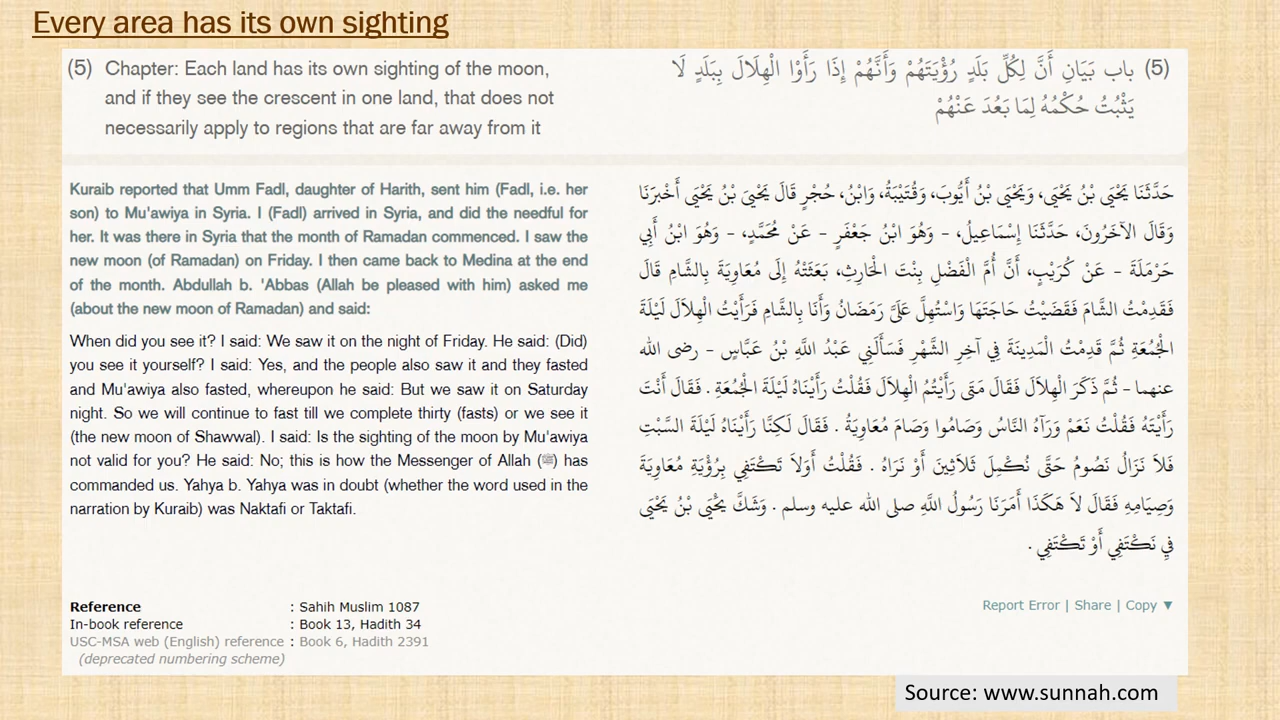 Every area has its own sighting
(5) Chapter: Each land has its own sighting of the moon,
and if they see the crescent in one land, that does not
necessarily apply to regions that are far away from it
(5) باب بَيَانِ أَنَّ لِكُلِّ بَلَدٍ رُؤْيَتَهُمْ وَأَنَّهُمْ إِذَا رَأَوْا الْهِلاَلَ بِبَلَدٍ لَا
يَثْبُتُ حُكْمُهُ لِمَا بَعُدَ عَنْهُمْ
Kuraib reported that Umm Fadl, daughter of Harith, sent him (Fadl, i.e. her
son) to Mu'awiya in Syria. I (Fadl) arrived in Syria, and did the needful for
her. It was there in Syria that the month of Ramadan commenced. I saw the
new moon (of Ramadan) on Friday. I then came back to Medina at the end
of the month. Abdullah b. 'Abbas (Allah be pleased with him) asked me
(about the new moon of Ramadan) and said:
When did you see it? I said: We saw it on the night of Friday. He said: (Did)
you see it yourself? I said: Yes, and the people also saw it and they fasted
and Mu'awiya also fasted, whereupon he said: But we saw it on Saturday
night. So we will continue to fast till we complete thirty (fasts) or we see it
(the new moon of Shawwal). I said: Is the sighting of the moon by Mu'awiya
not valid for you? He said: No; this is how the Messenger of Allah (ﷺ) has
commanded us. Yahya b. Yahya was in doubt (whether the word used in the
narration by Kuraib) was Naktafi or Taktafi.
حَدَّثَنَا يَحْيَى بْنُ يَحْيَى، وَيَحْيَى بْنُ أَيُّوبَ، وَقُتَيْبَةُ، وَابْنُ، حُجْرٍ قَالَ يَحْيَى بْنُ يَحْيَى أَخْبَرَنَا
وَقَالَ الآخَرُونَ، حَدَّثَنَا إِسْمَاعِيلُ، - وَهُوَ ابْنُ جَعْفَرٍ - عَنْ مُحَمَّدٍ، - وَهُوَ ابْنُ أَبِي
حَرْمَلَةَ - عَنْ كُرَيْبٍ، أَنَّ أُمَّ الْفَضْلِ بِنْتَ الْحَارِثِ، بَعَثَتْهُ إِلَى مُعَاوِيَةَ بِالشَّامِ قَالَ
فَقَدِمْتُ الشَّامَ فَقَضَيْتُ حَاجَتَهَا وَاسْتُهِلَّ عَلَىَّ رَمَضَانُ وَأَنَا بِالشَّامِ فَرَأَيْتُ الْهِلاَلَ لَيْلَةَ
الْجُمُعَةِ ثُمَّ قَدِمْتُ الْمَدِينَةَ فِي آخِرِ الشَّهْرِ فَسَأَلَنِي عَبْدُ اللَّهِ بْنُ عَبَّاسٍ - رضى الله
عنهما - ثُمَّ ذَكَرَ الْهِلاَلَ فَقَالَ مَتَى رَأَيْتُمُ الْهِلاَلَ فَقُلْتُ رَأَيْنَاهُ لَيْلَةَ الْجُمُعَةِ . فَقَالَ أَنْتَ
رَأَيْتَهُ فَقُلْتُ نَعَمْ وَرَآهُ النَّاسُ وَصَامُوا وَصَامَ مُعَاوِيَةُ . فَقَالَ لَكِنَّا رَأَيْنَاهُ لَيْلَةَ السَّبْتِ
فَلاَ نَزَالُ نَصُومُ حَتَّى نُكْمِلَ ثَلاَثِينَ أَوْ نَرَاهُ . فَقُلْتُ أَوَلاَ تَكْتَفِي بِرُؤْيَةِ مُعَاوِيَةَ
وَصِيَامِهِ فَقَالَ لاَ هَكَذَا أَمَرَنَا رَسُولُ اللَّهِ صلى الله عليه وسلم . وَشَكَّ يَحْيَى بْنُ يَحْيَى
فِي نَكْتَفِي أَوْ تَكْتَفِي .
Reference : Sahih Muslim 1087
In-book reference : Book 13, Hadith 34
USC-MSA web (English) reference : Book 6, Hadith 2391
(deprecated numbering scheme)
Report Error | Share | Copy ▼
Source: www.sunnah.com